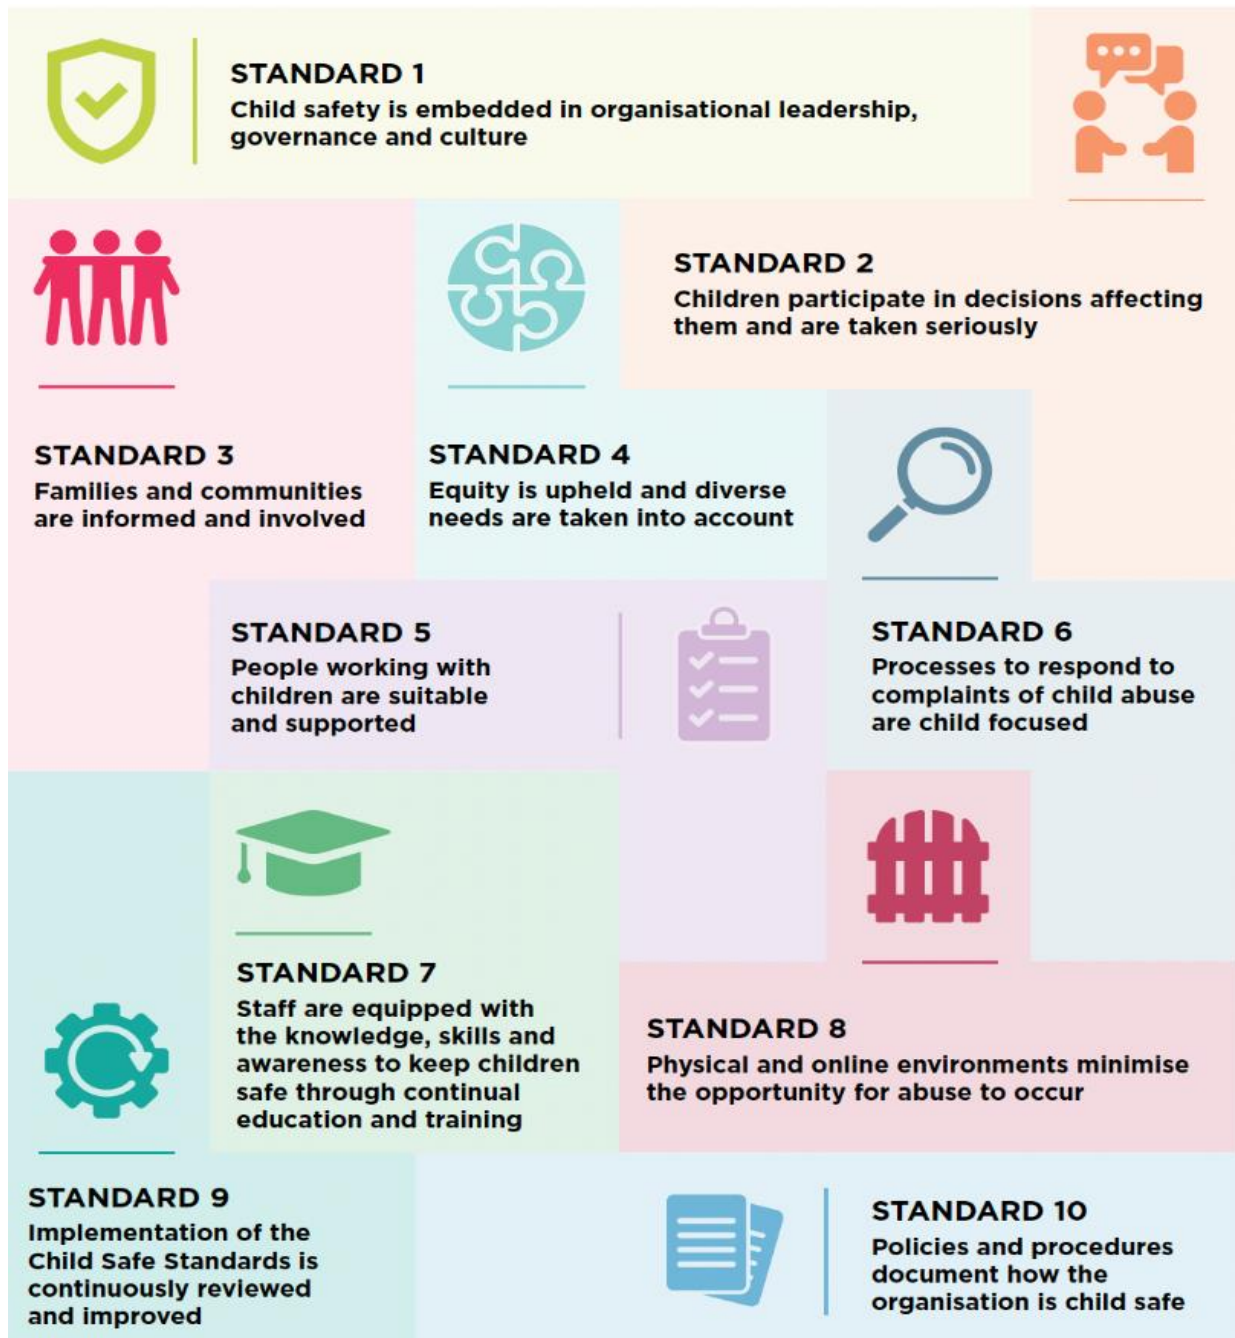 STANDARD 1
Child safety is embedded in organisational leadership,
governance and culture
STANDARD 2
Children participate in decisions affecting
them and are taken seriously
STANDARD 3
Families and communities
are informed and involved
STANDARD 4
Equity is upheld and diverse
needs are taken into account
STANDARD 5
People working with
children are suitable
and supported
STANDARD 6
Processes to respond to
complaints of child abuse
are child focused
STANDARD 7
Staff are equipped with
the knowledge, skills and
awareness to keep children
safe through continual
education and training
STANDARD 8
Physical and online environments minimise
the opportunity for abuse to occur
STANDARD 9
Implementation of the
Child Safe Standards is
continuously reviewed
and improved
STANDARD 10
Policies and procedures
document how the
organisation is child safe